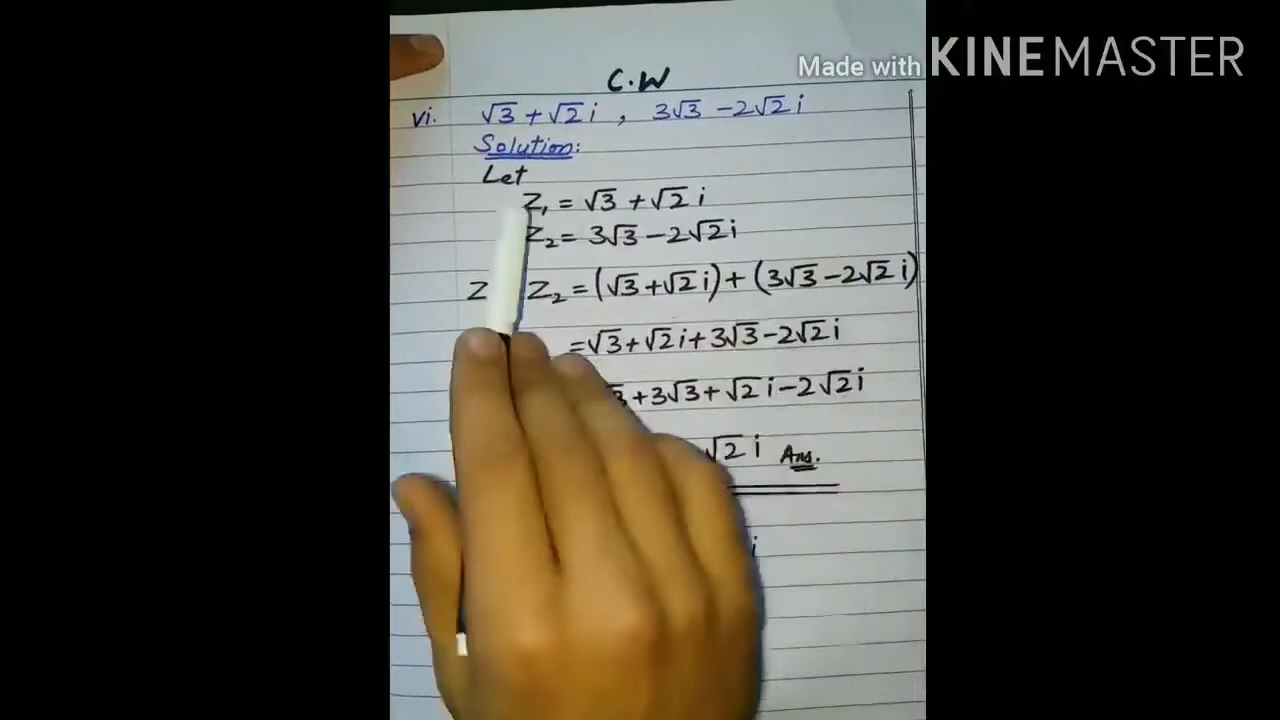 Made with KINEMASTER
C.W
vi. √3 + √2 i , 3√3 - 2√2 i
Solution:
Let
Z₁ = √3 + √2 i
Z₂ = 3√3 - 2√2 i
Z Z₂ = (√3 + √2 i) + (3√3 - 2√2 i)
= √3 + √2 i + 3√3 - 2√2 i
+ 3√3 + √2 i - 2√2 i
√2 i Ans.
i